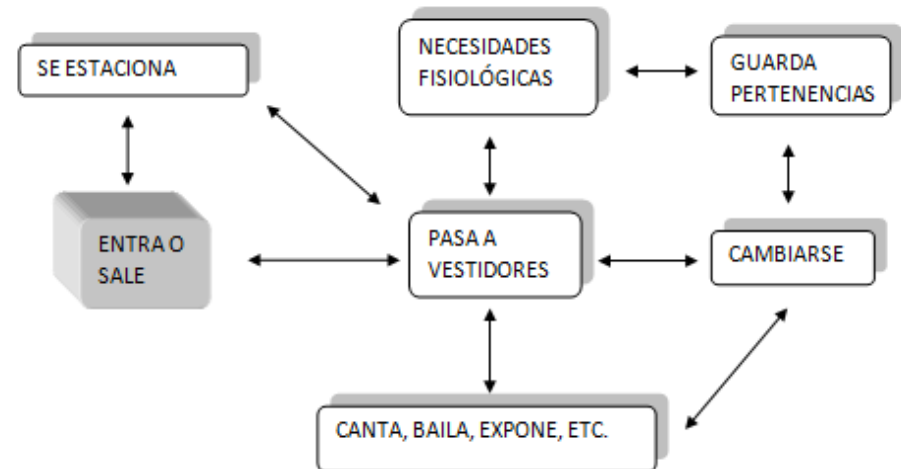 SE ESTACIONA
NECESIDADES
FISIOLÓGICAS
GUARDA
PERTENENCIAS
ENTRA O
SALE
PASA A
VESTIDORES
CAMBIARSE
CANTA, BAILA, EXPONE, ETC.